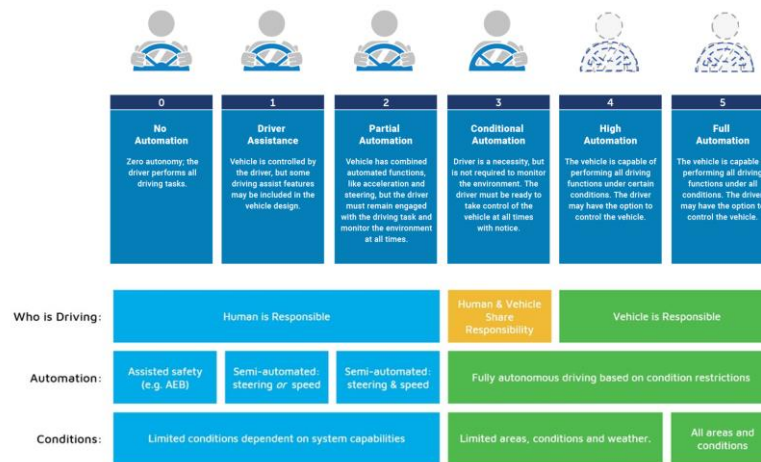 0
No
Automation
Zero autonomy; the
driver performs all
driving tasks.
1
Driver
Assistance
Vehicle is controlled by
the driver, but some
driving assist features
may be included in the
vehicle design.
2
Partial
Automation
Vehicle has combined
automated functions,
like acceleration and
steering, but the driver
must remain engaged
with the driving task and
monitor the environment
at all times.
3
Conditional
Automation
Driver is a necessity, but
is not required to monitor
the environment. The
driver must be ready to
take control of the
vehicle at all times
with notice.
4
High
Automation
The vehicle is capable of
performing all driving
functions under certain
conditions. The driver
may have the option to
control the vehicle.
5
Full
Automation
The vehicle is capable
performing all driving
functions under all
conditions. The driver
may have the option to
control the vehicle.
Who is Driving:
Human is Responsible
Human & Vehicle
Share
Responsibility
Vehicle is Responsible
Automation:
Assisted safety
(e.g. AEB)
Semi-automated:
steering or speed
Semi-automated:
steering & speed
Fully autonomous driving based on condition restrictions
Conditions:
Limited conditions dependent on system capabilities
Limited areas, conditions and weather.
All areas and
conditions